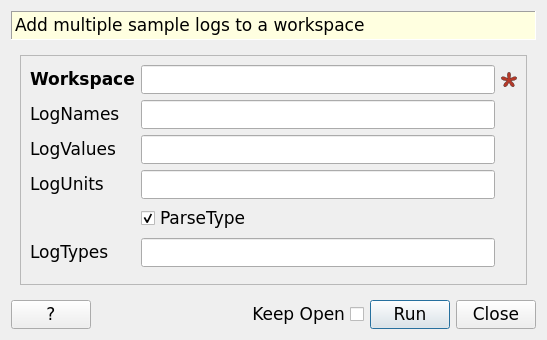 Add multiple sample logs to a workspace
Workspace *
LogNames
LogValues
LogUnits
ParseType
LogTypes
? Keep Open Run Close